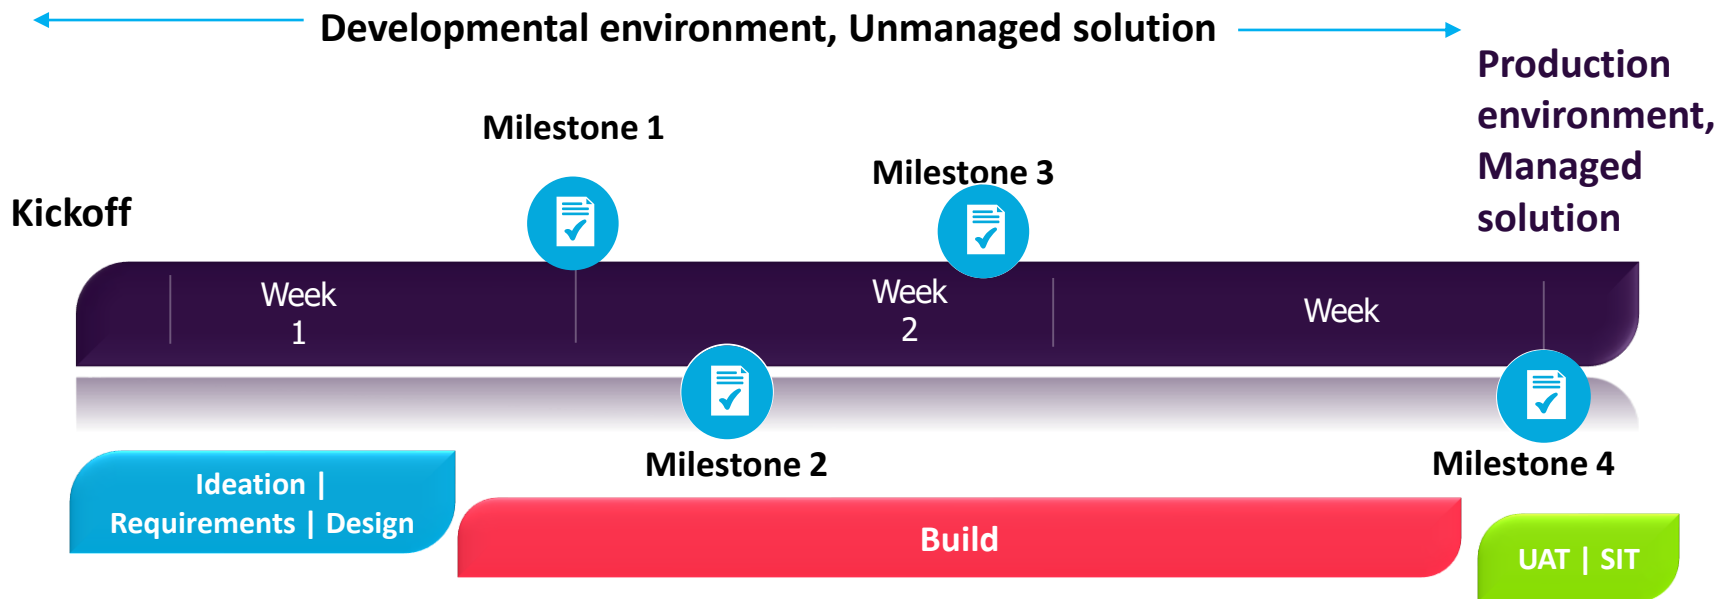 Developmental environment, Unmanaged solution
Production
environment,
Managed
solution
Milestone 1
Milestone 3
Kickoff
Week
1
Week
2
Week
Milestone 2
Milestone 4
Ideation |
Requirements | Design
Build
UAT | SIT